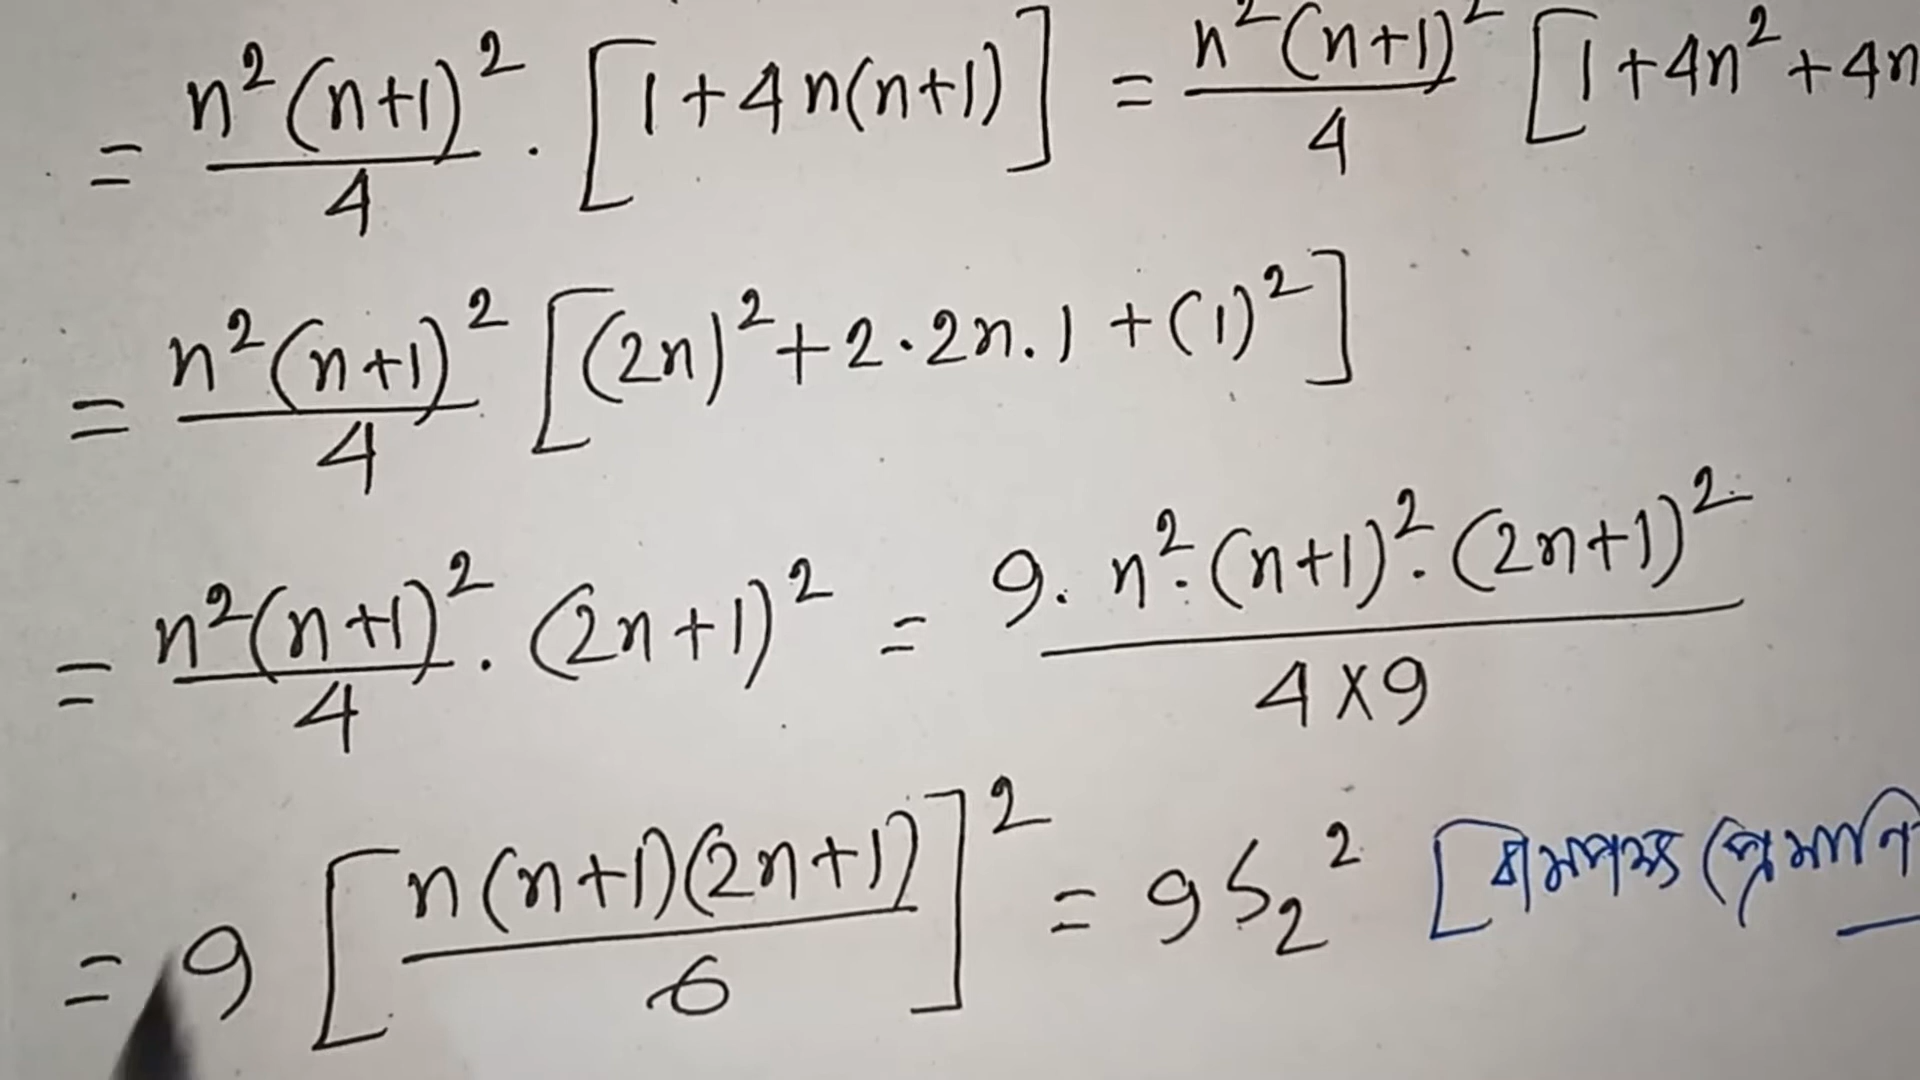 = n²(n+1)²/4 · [1+4n(n+1)] = n²(n+1)²/4 [1+4n²+4n
= n²(n+1)²/4 [(2n)²+2·2n.1+(1)²]
= n²(n+1)²/4 · (2n+1)² = 9. n²·(n+1)²·(2n+1)²/4×9
= 9 [n(n+1)(2n+1)/6]² = 9S₂² [বামপক্ষ (প্রমাণি